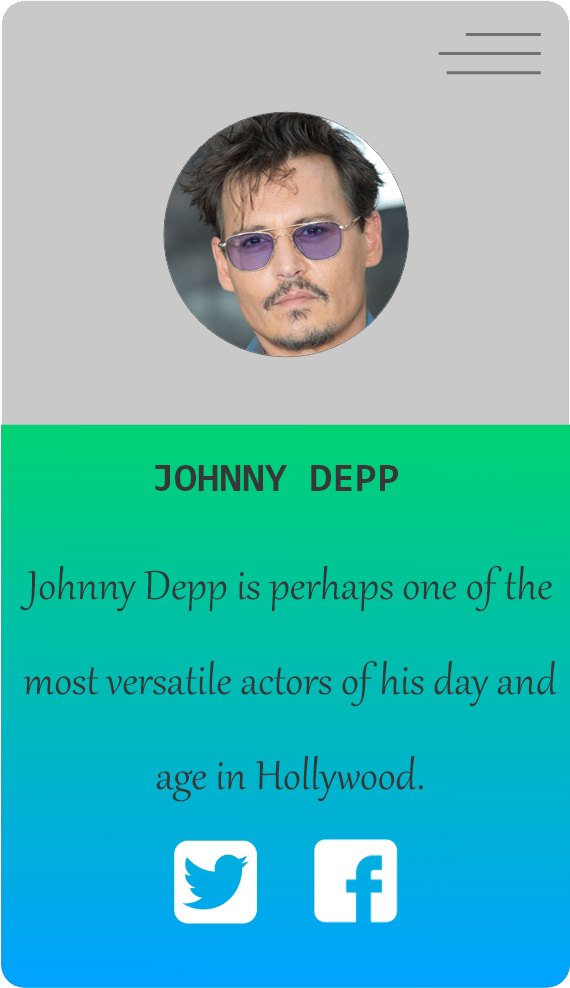 JOHNNY DEPP
Johnny Depp is perhaps one of the
most versatile actors of his day and
age in Hollywood.